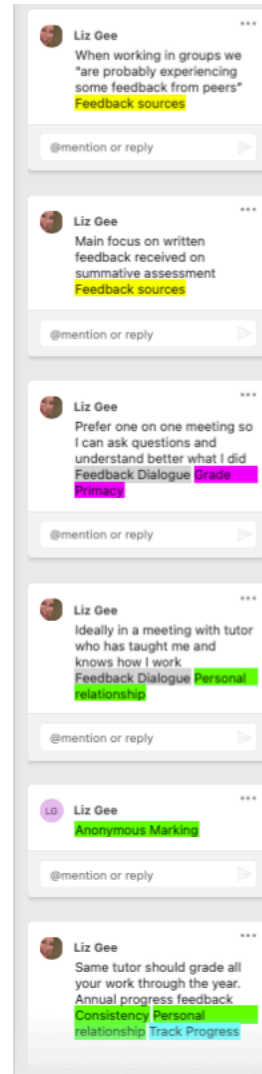 Liz Gee
When working in groups we
"are probably experiencing
some feedback from peers"
Feedback sources
@mention or reply
Liz Gee
Main focus on written
feedback received on
summative assessment
Feedback sources
@mention or reply
Liz Gee
Prefer one on one meeting so
I can ask questions and
understand better what I did
Feedback Dialogue Grade
Primacy
@mention or reply
Liz Gee
Ideally in a meeting with tutor
who has taught me and
knows how I work
Feedback Dialogue Personal
relationship
@mention or reply
LG Liz Gee
Anonymous Marking
@mention or reply
Liz Gee
Same tutor should grade all
your work through the year.
Annual progress feedback
Consistency Personal
relationship Track Progress